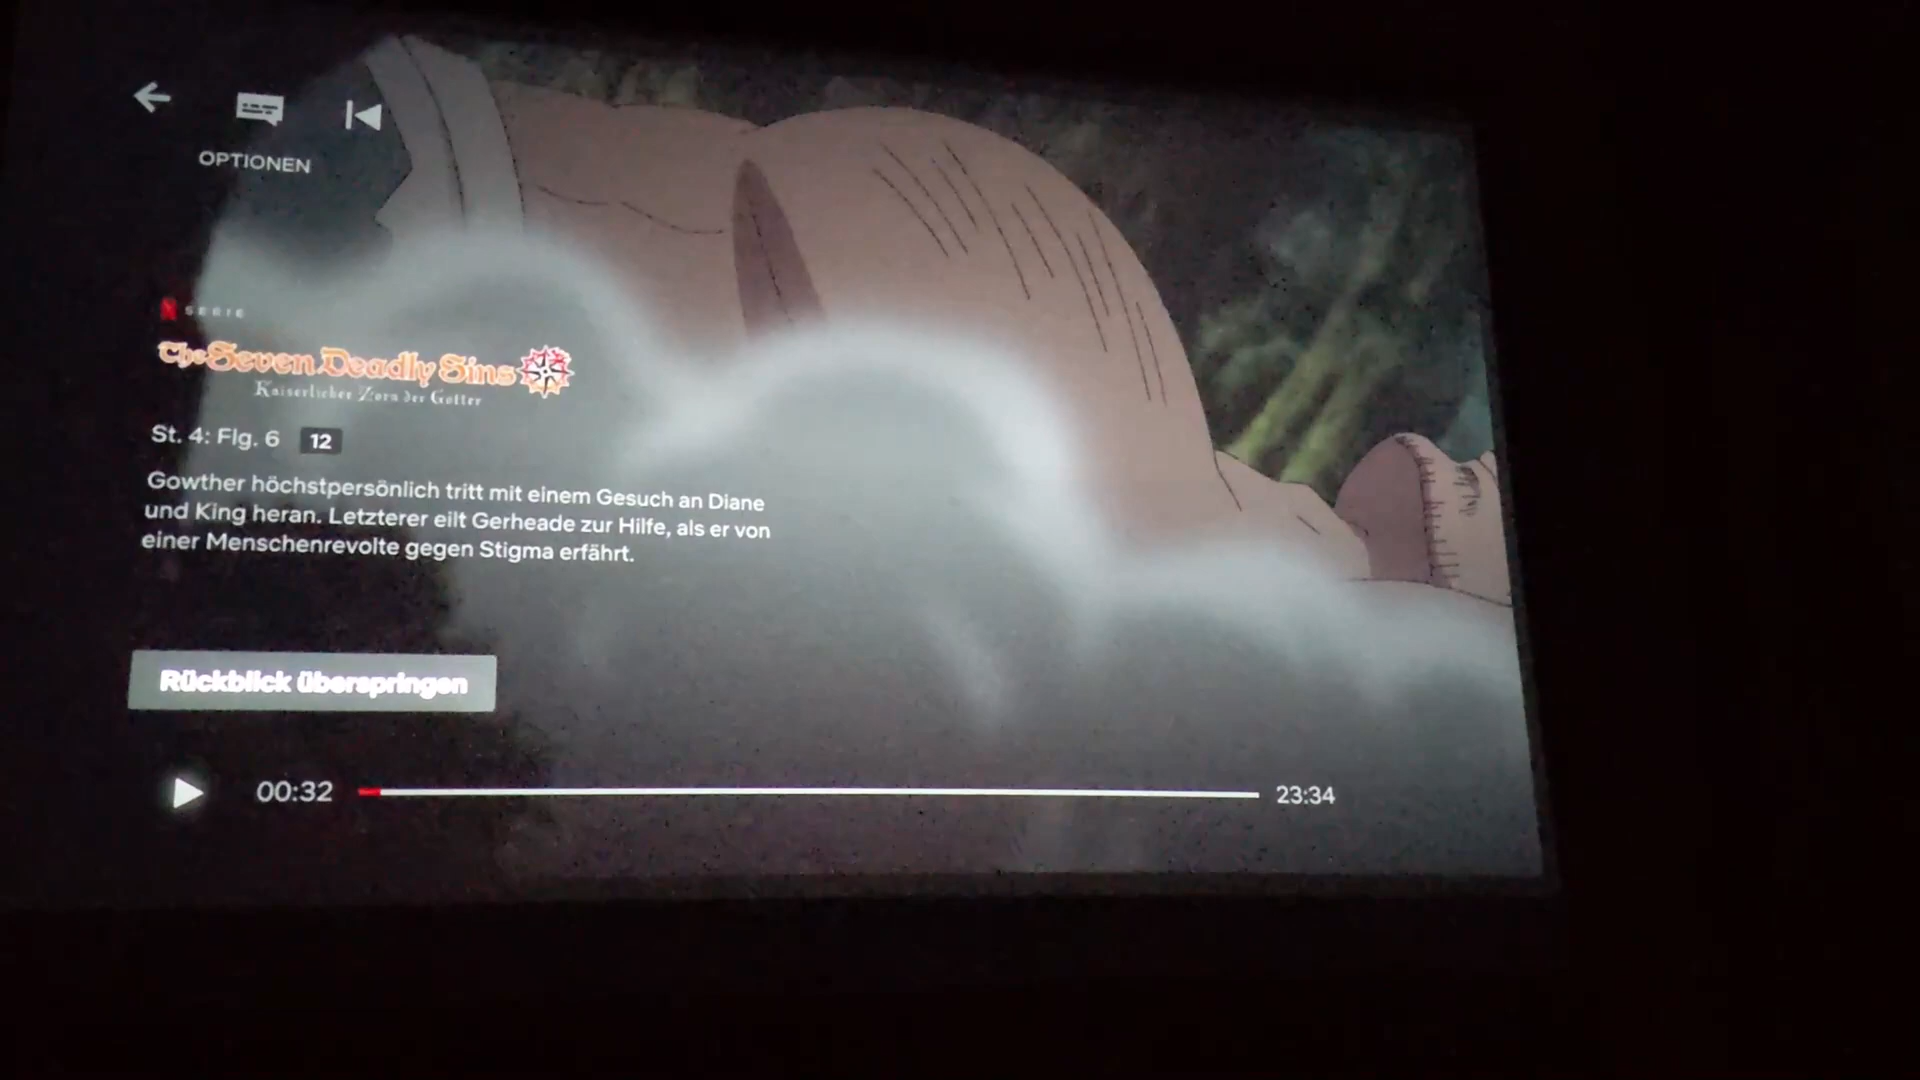 OPTIONEN
N SERIE
The Seven Deadly Sins
Kaiserlicher Zorn der Götter
St. 4: Flg. 6 12
Gowther höchstpersönlich tritt mit einem Gesuch an Diane
und King heran. Letzterer eilt Gerheade zur Hilfe, als er von
einer Menschenrevolte gegen Stigma erfährt.
Rückblick überspringen
00:32 23:34